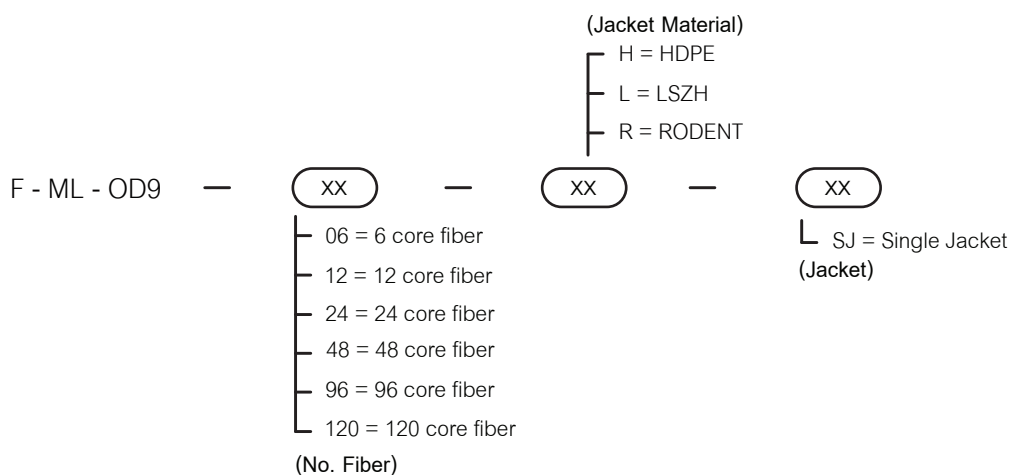 (Jacket Material)
H = HDPE
L = LSZH
R = RODENT
F - ML - OD9 — XX — XX — XX
06 = 6 core fiber
12 = 12 core fiber
24 = 24 core fiber
48 = 48 core fiber
96 = 96 core fiber
120 = 120 core fiber
(No. Fiber)
SJ = Single Jacket
(Jacket)